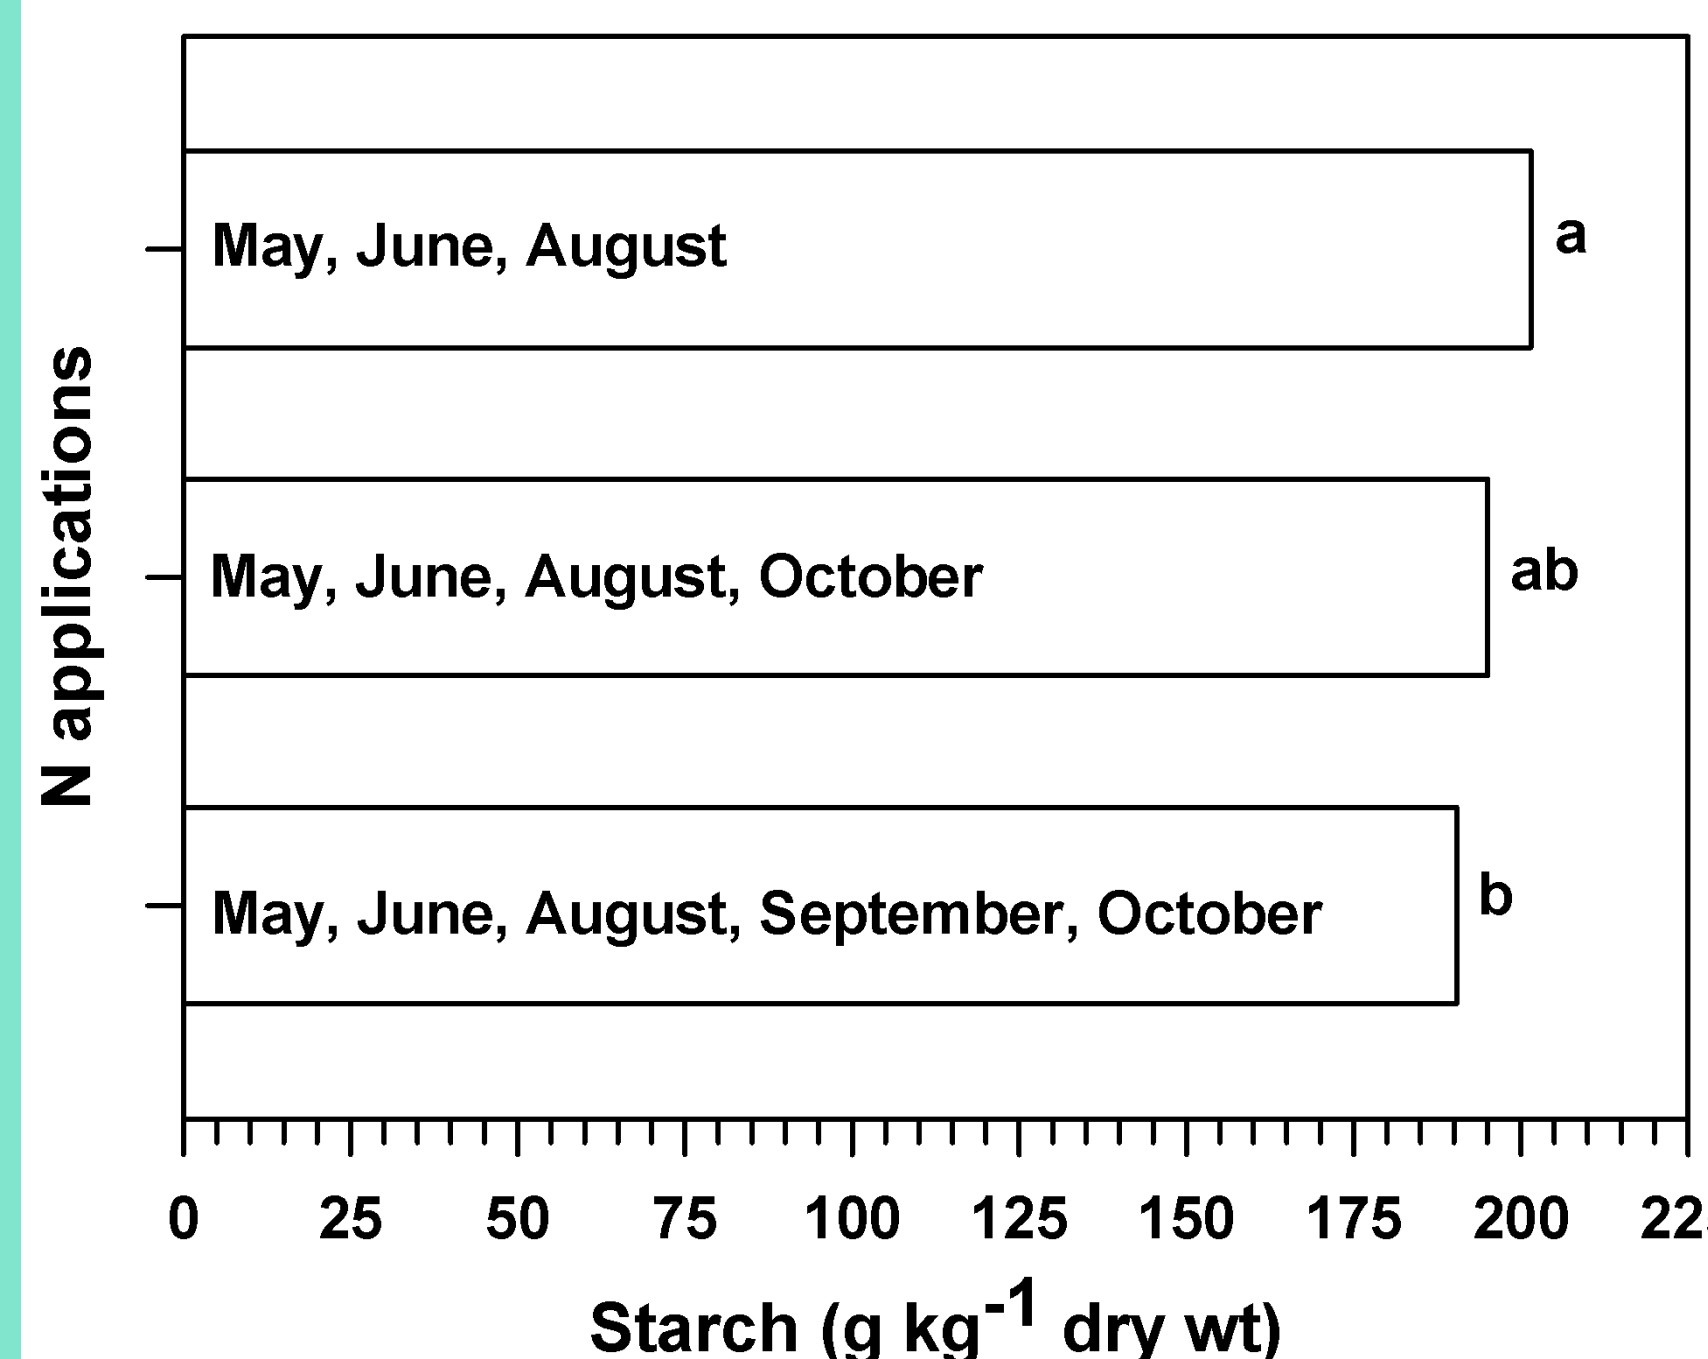 N applications
May, June, August
a
May, June, August, October
ab
May, June, August, September, October
b
0 25 50 75 100 125 150 175 200
Starch (g kg⁻¹ dry wt)